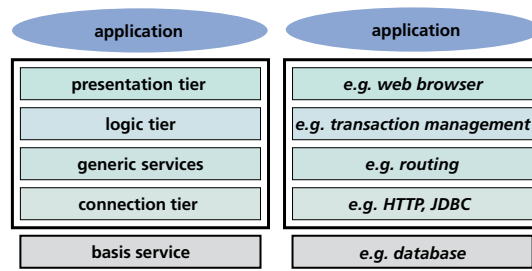 application
presentation tier
logic tier
generic services
connection tier
basis service
application
e.g. web browser
e.g. transaction management
e.g. routing
e.g. HTTP, JDBC
e.g. database